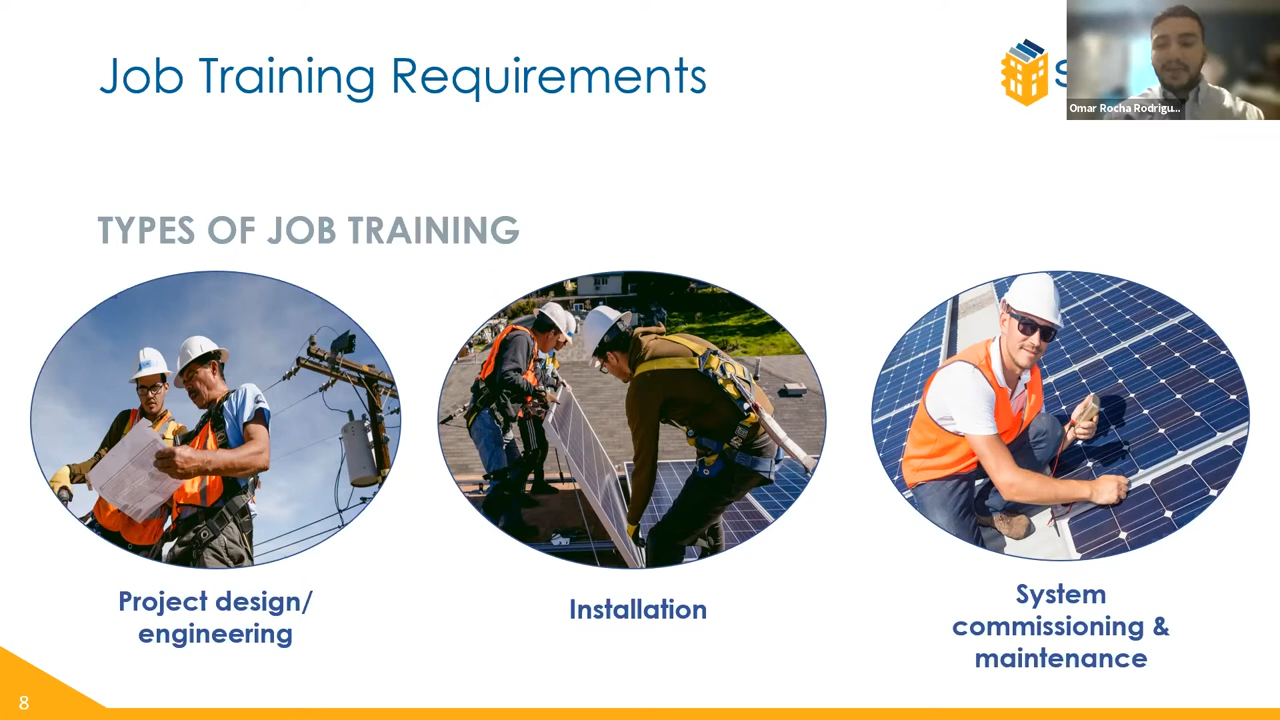 Job Training Requirements
Omar Rocha Rodrigu...
TYPES OF JOB TRAINING
Project design/
engineering
Installation
System
commissioning &
maintenance
8